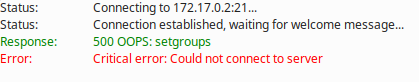 Status: Connecting to 172.17.0.2:21...
Status: Connection established, waiting for welcome message...
Response: 500 OOPS: setgroups
Error: Critical error: Could not connect to server